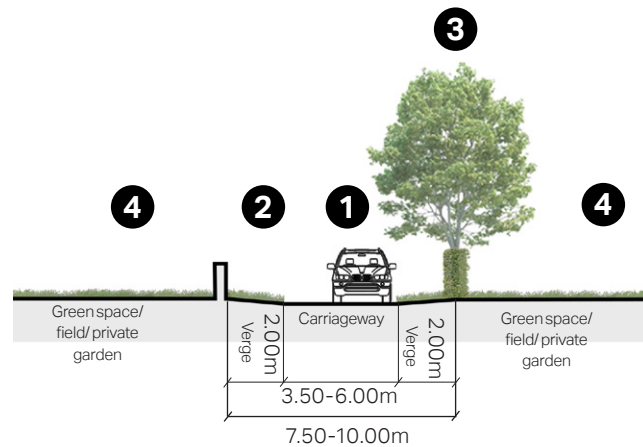 3
4
2
1
4
Green space/
field/ private
garden
2.00m
Verge
Carriageway
2.00m
Verge
Green space/
field/ private
garden
3.50-6.00m
7.50-10.00m